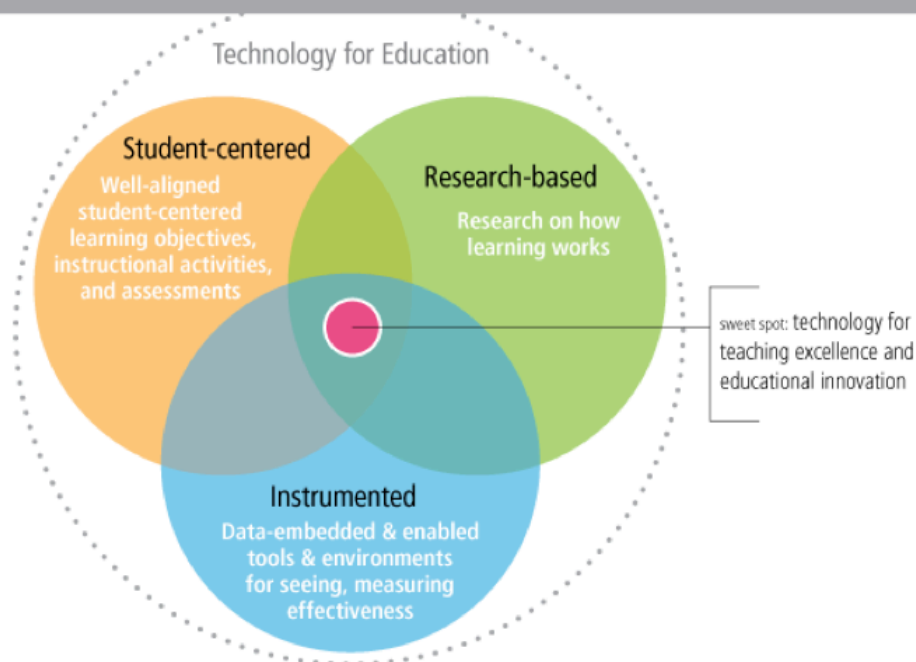 Technology for Education
Student-centered
Well-aligned
student-centered
learning objectives,
instructional activities,
and assessments
Research-based
Research on how
learning works
sweet spot: technology for
teaching excellence and
educational innovation
Instrumented
Data-embedded & enabled
tools & environments
for seeing, measuring
effectiveness